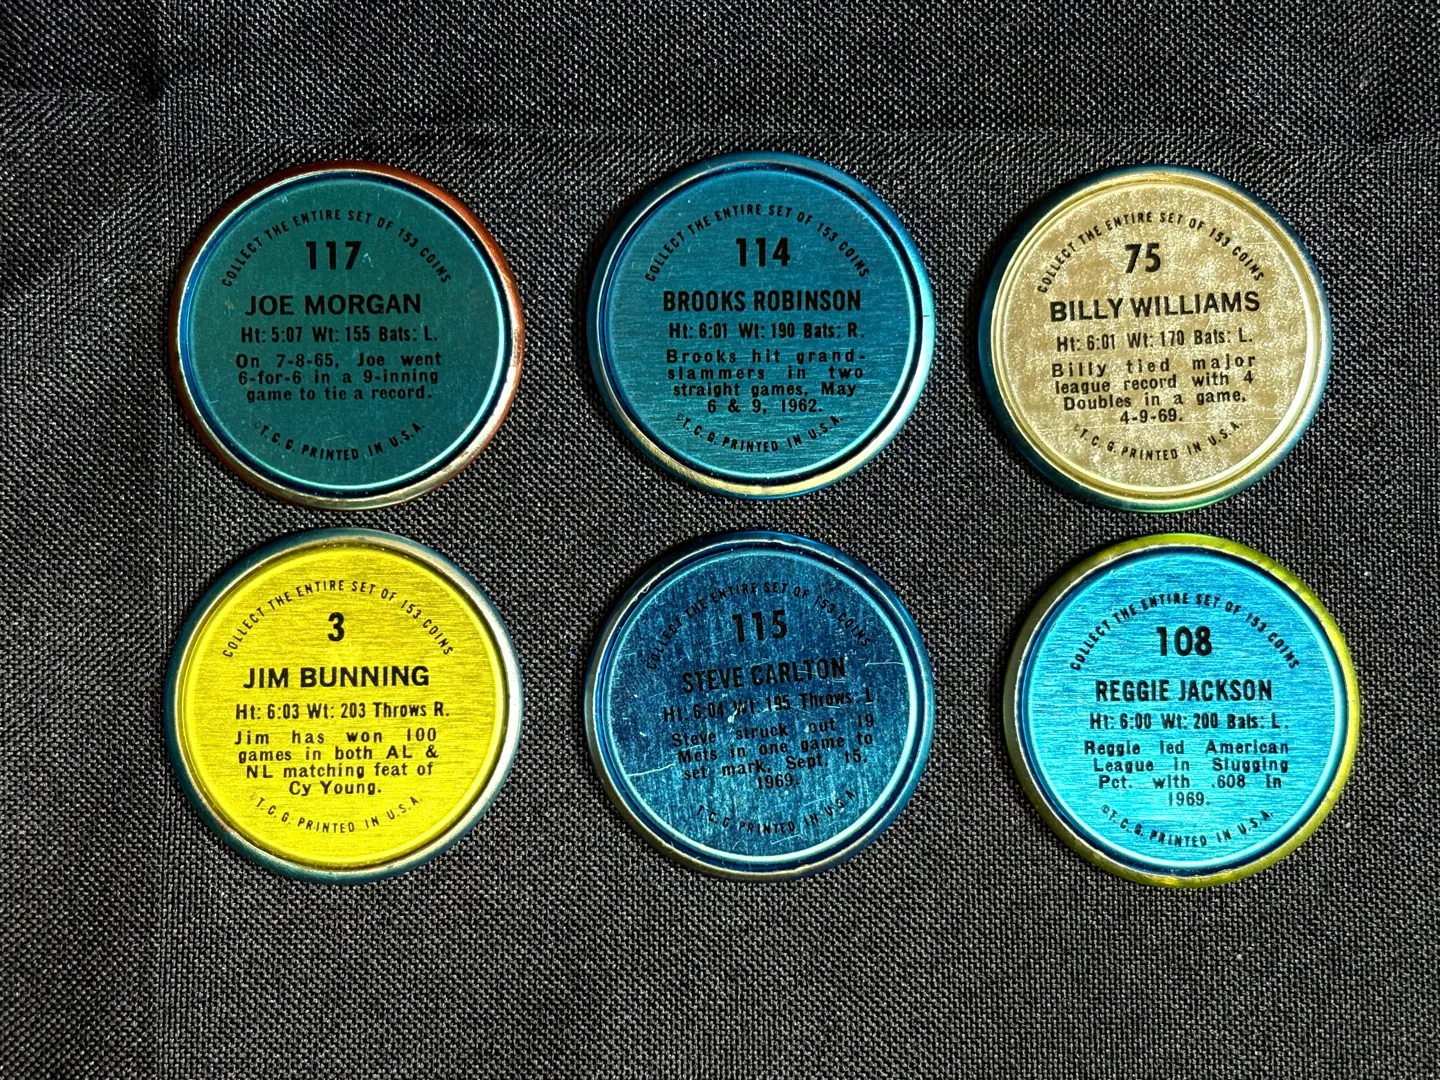 COLLECT THE ENTIRE SET OF 153 COINS
117
JOE MORGAN
Ht: 5:07 Wt: 155 Bats: L.
On 7-8-65, Joe went
6-for-6 in a 9-inning
game to tie a record.
©T.C.G. PRINTED IN U.S.A.
COLLECT THE ENTIRE SET OF 153 COINS
114
BROOKS ROBINSON
Ht: 6:01 Wt: 190 Bats: R.
Brooks hit grand-
slammers in two
straight games, May
6 & 9, 1962.
©T.C.G. PRINTED IN U.S.A.
COLLECT THE ENTIRE SET OF 153 COINS
75
BILLY WILLIAMS
Ht: 6:01 Wt: 170 Bats: L.
Billy tied major
league record with 4
Doubles in a game,
4-9-69.
©T.C.G. PRINTED IN U.S.A.
COLLECT THE ENTIRE SET OF 153 COINS
3
JIM BUNNING
Ht: 6:03 Wt: 203 Throws R.
Jim has won 100
games in both AL &
NL matching feat of
Cy Young.
©T.C.G. PRINTED IN U.S.A.
COLLECT THE ENTIRE SET OF 153 COINS
115
STEVE CARLTON
Ht: 6:04 Wt: 195 Throws: L
Steve struck out 19
Mets in one game to
set mark, Sept. 15,
1969.
T.C.G. PRINTED IN U.S.A.
COLLECT THE ENTIRE SET OF 153 COINS
108
REGGIE JACKSON
Ht: 6:00 Wt: 200 Bats: L.
Reggie led American
League in Slugging
Pct. with .608 in
1969.
©T.C.G. PRINTED IN U.S.A.